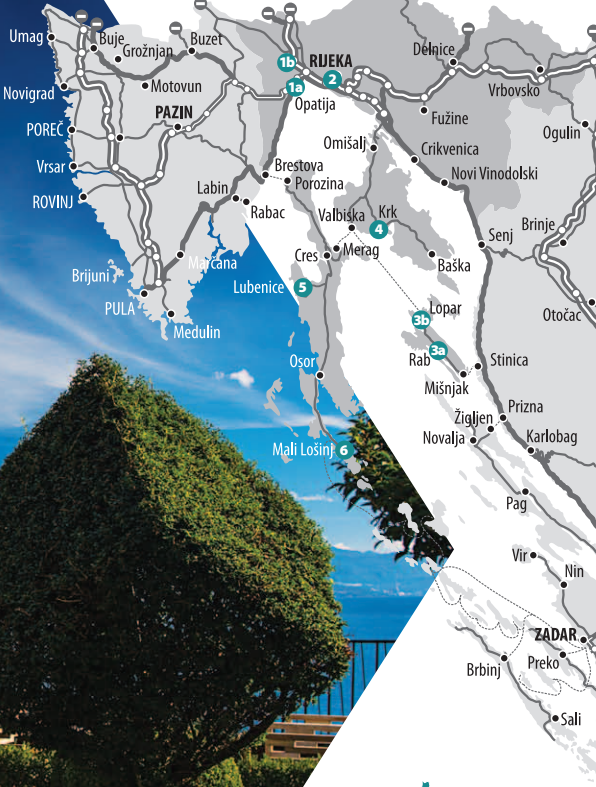 Umag
Buje
Grožnjan
Buzet
1b
RIJEKA
2
Delnice
1a
Opatija
Vrbovsko
Novigrad
Motovun
PAZIN
Fužine
POREČ
Omišalj
Crikvenica
Ogulin
Vrsar
Brestova
Porozina
Novi Vinodolski
ROVINJ
Labin
Rabac
Valbiska
Krk
4
Brinje
Senj
Cres
Merag
Baška
Marčana
Brijuni
Lubenice
5
PULA
Lopar
3b
Otočac
Medulin
3a
Rab
Osor
Stinica
Mišnjak
Prizna
Žigljen
Novalja
Karlobag
Mali Lošinj
6
Pag
Vir
Nin
ZADAR
Brbinj
Preko
Sali